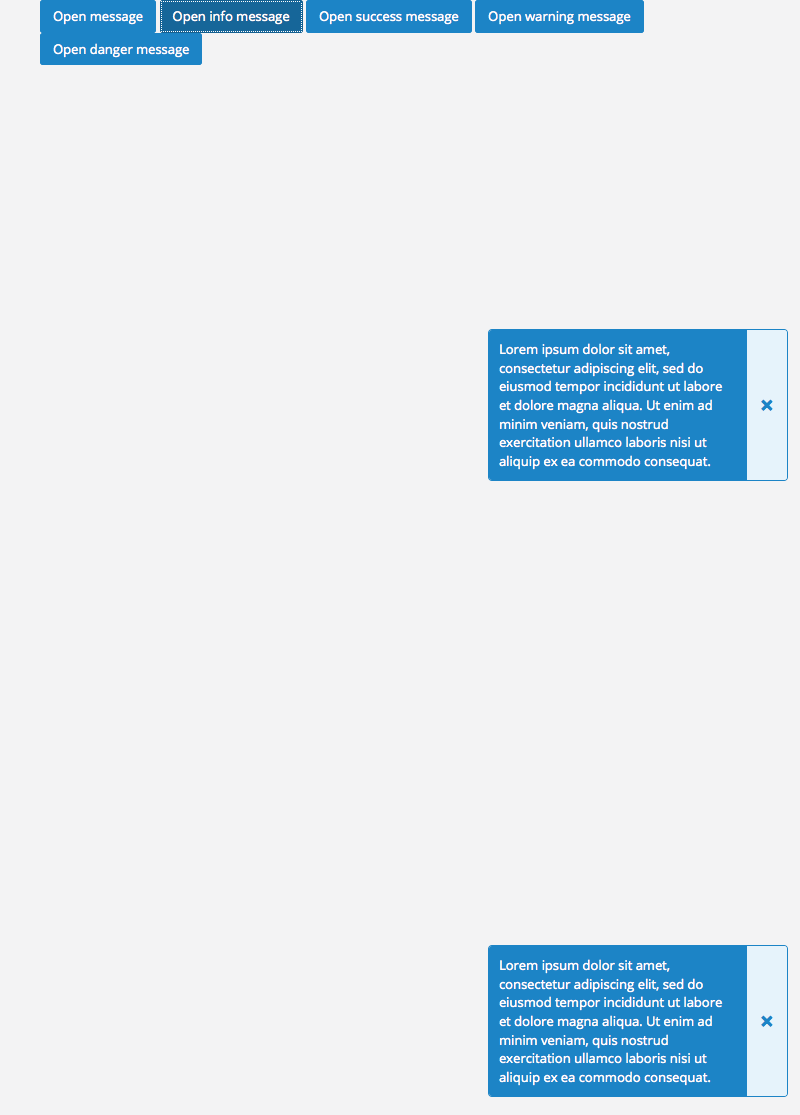 Open message Open info message Open success message Open warning message
Open danger message
Lorem ipsum dolor sit amet,
consectetur adipiscing elit, sed do
eiusmod tempor incididunt ut labore
et dolore magna aliqua. Ut enim ad
minim veniam, quis nostrud
exercitation ullamco laboris nisi ut
aliquip ex ea commodo consequat.
Lorem ipsum dolor sit amet,
consectetur adipiscing elit, sed do
eiusmod tempor incididunt ut labore
et dolore magna aliqua. Ut enim ad
minim veniam, quis nostrud
exercitation ullamco laboris nisi ut
aliquip ex ea commodo consequat.